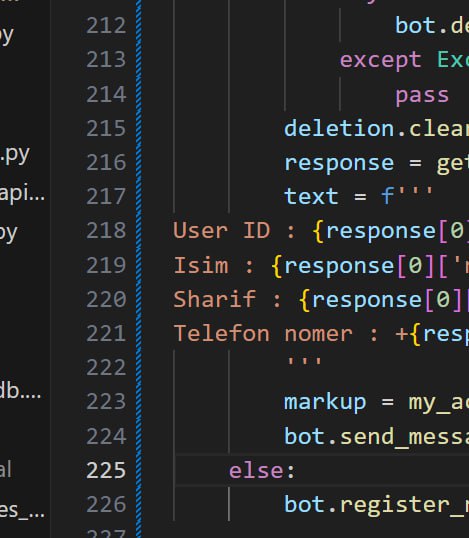 212 bot.de
py
213 except Exc
214 pass
215 deletion.clear
.py
216 response = get
api...
217 text = f'''
py
218 User ID : {response[0]
219 Isim : {response[0]['
220 Sharif : {response[0][
221 Telefon nomer : +{resp
222 '''
db....
223 markup = my_ac
224 bot.send_messa
al
225 else:
es_...
226 bot.register_
227